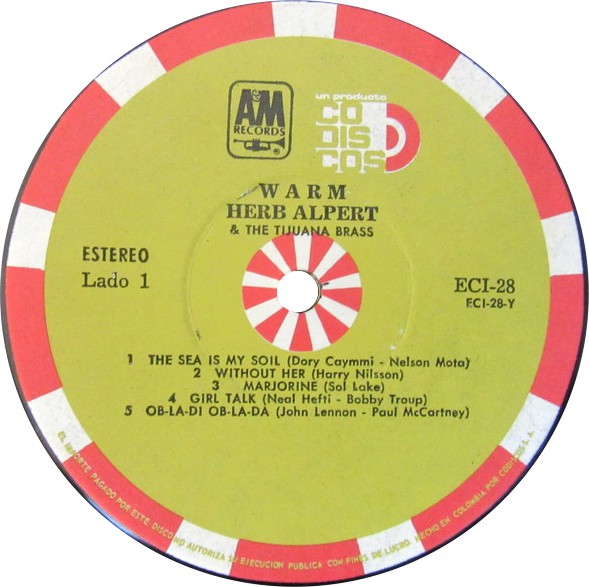 A&M
RECORDS
un producto
CO
DIS
COS
WARM
HERB ALPERT
& THE TIJUANA BRASS
ESTEREO
Lado 1
ECI-28
ECI-28-Y
1 THE SEA IS MY SOIL (Dory Caymmi - Nelson Mota)
2 WITHOUT HER (Harry Nilsson)
3 MARJORINE (Sol Lake)
4 GIRL TALK (Neal Hefti - Bobby Troup)
5 OB-LA-DI OB-LA-DA (John Lennon - Paul McCartney)
EL IMPORTE PAGADO POR ESTE DISCO NO AUTORIZA SU EJECUCION PUBLICA CON FINES DE LUCRO. HECHO EN COLOMBIA POR CODISCOS S. A.